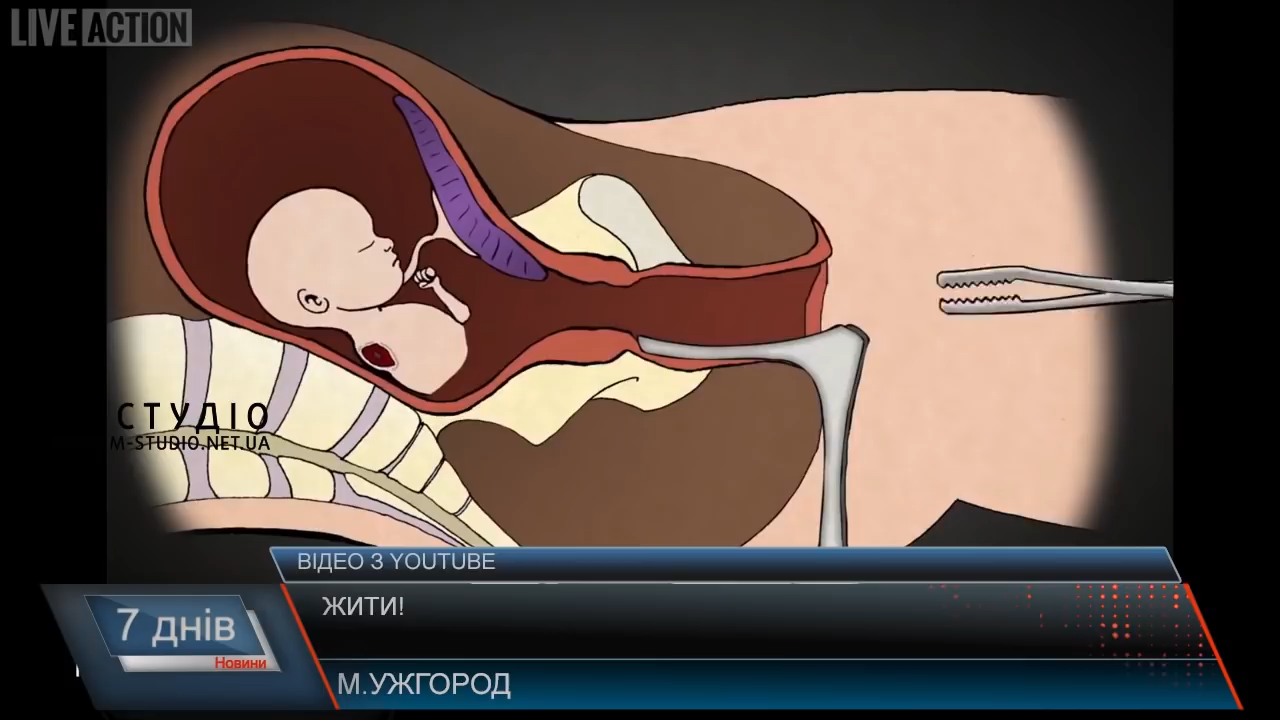 LIVE ACTION
СТУДІО
M-STUDIO.NET.UA
ВІДЕО З YOUTUBE
ЖИТИ!
7 днів
Новини
М.УЖГОРОД